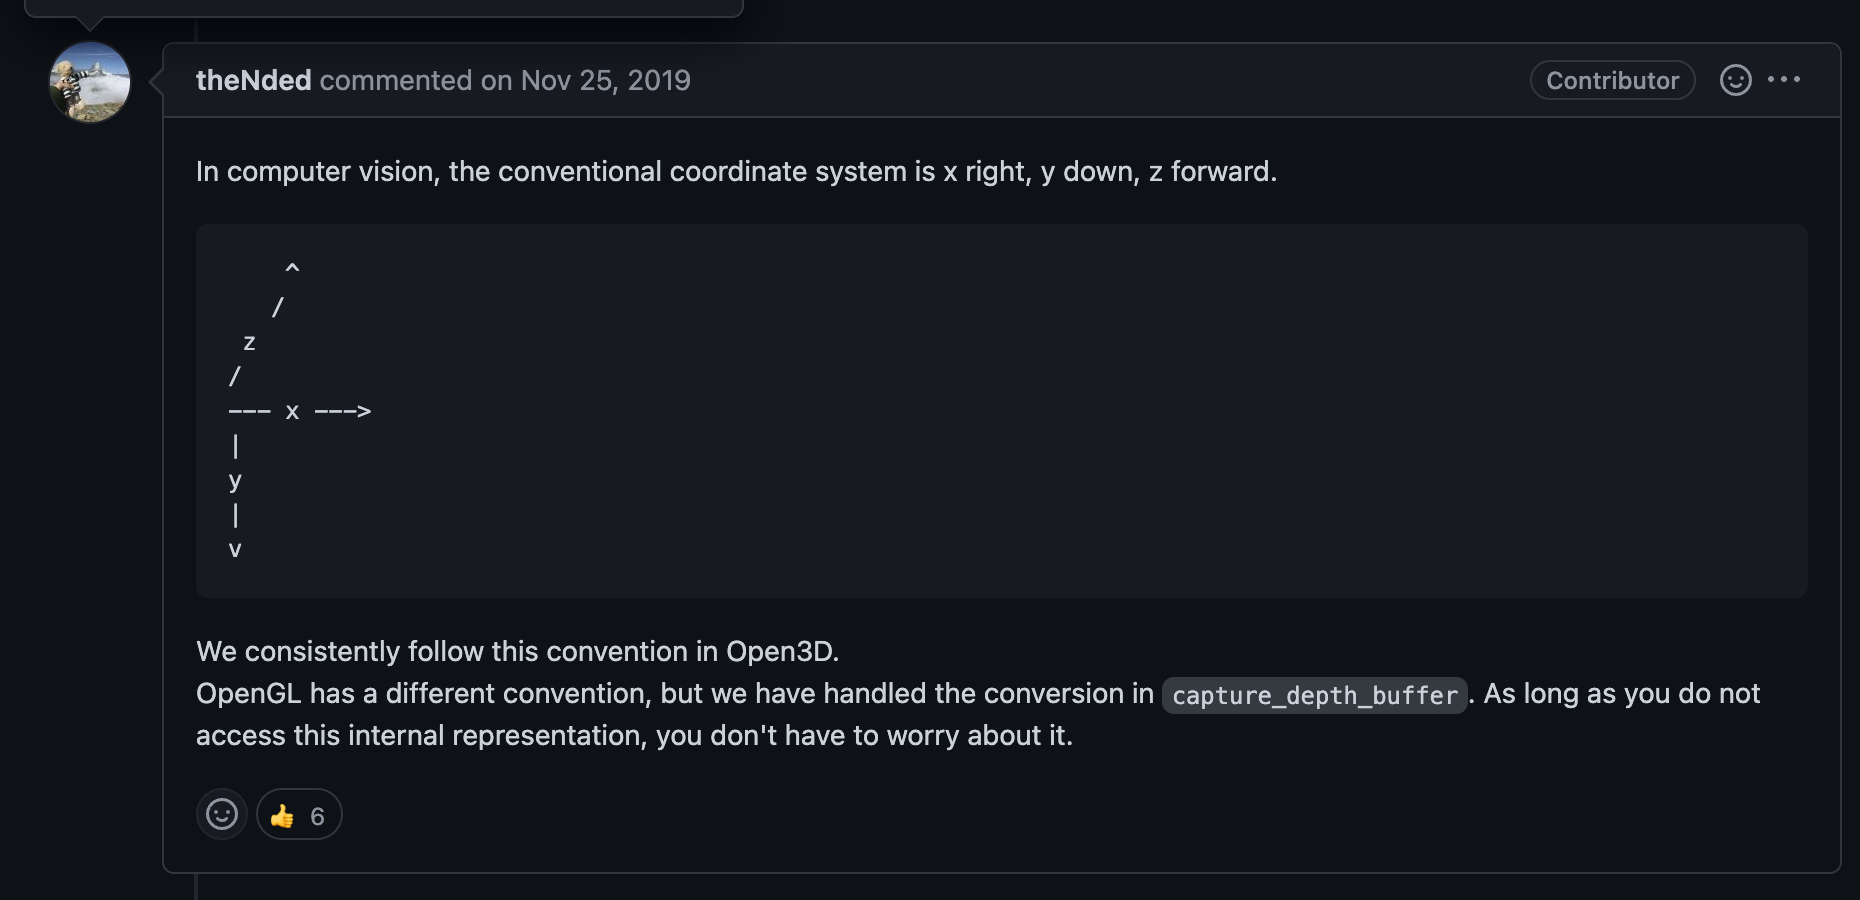 theNded commented on Nov 25, 2019
Contributor
In computer vision, the conventional coordinate system is x right, y down, z forward.
    ^
   /
 z
/
--- x --->
|
y
|
v
We consistently follow this convention in Open3D.
OpenGL has a different convention, but we have handled the conversion in capture_depth_buffer. As long as you do not
access this internal representation, you don't have to worry about it.
👍 6